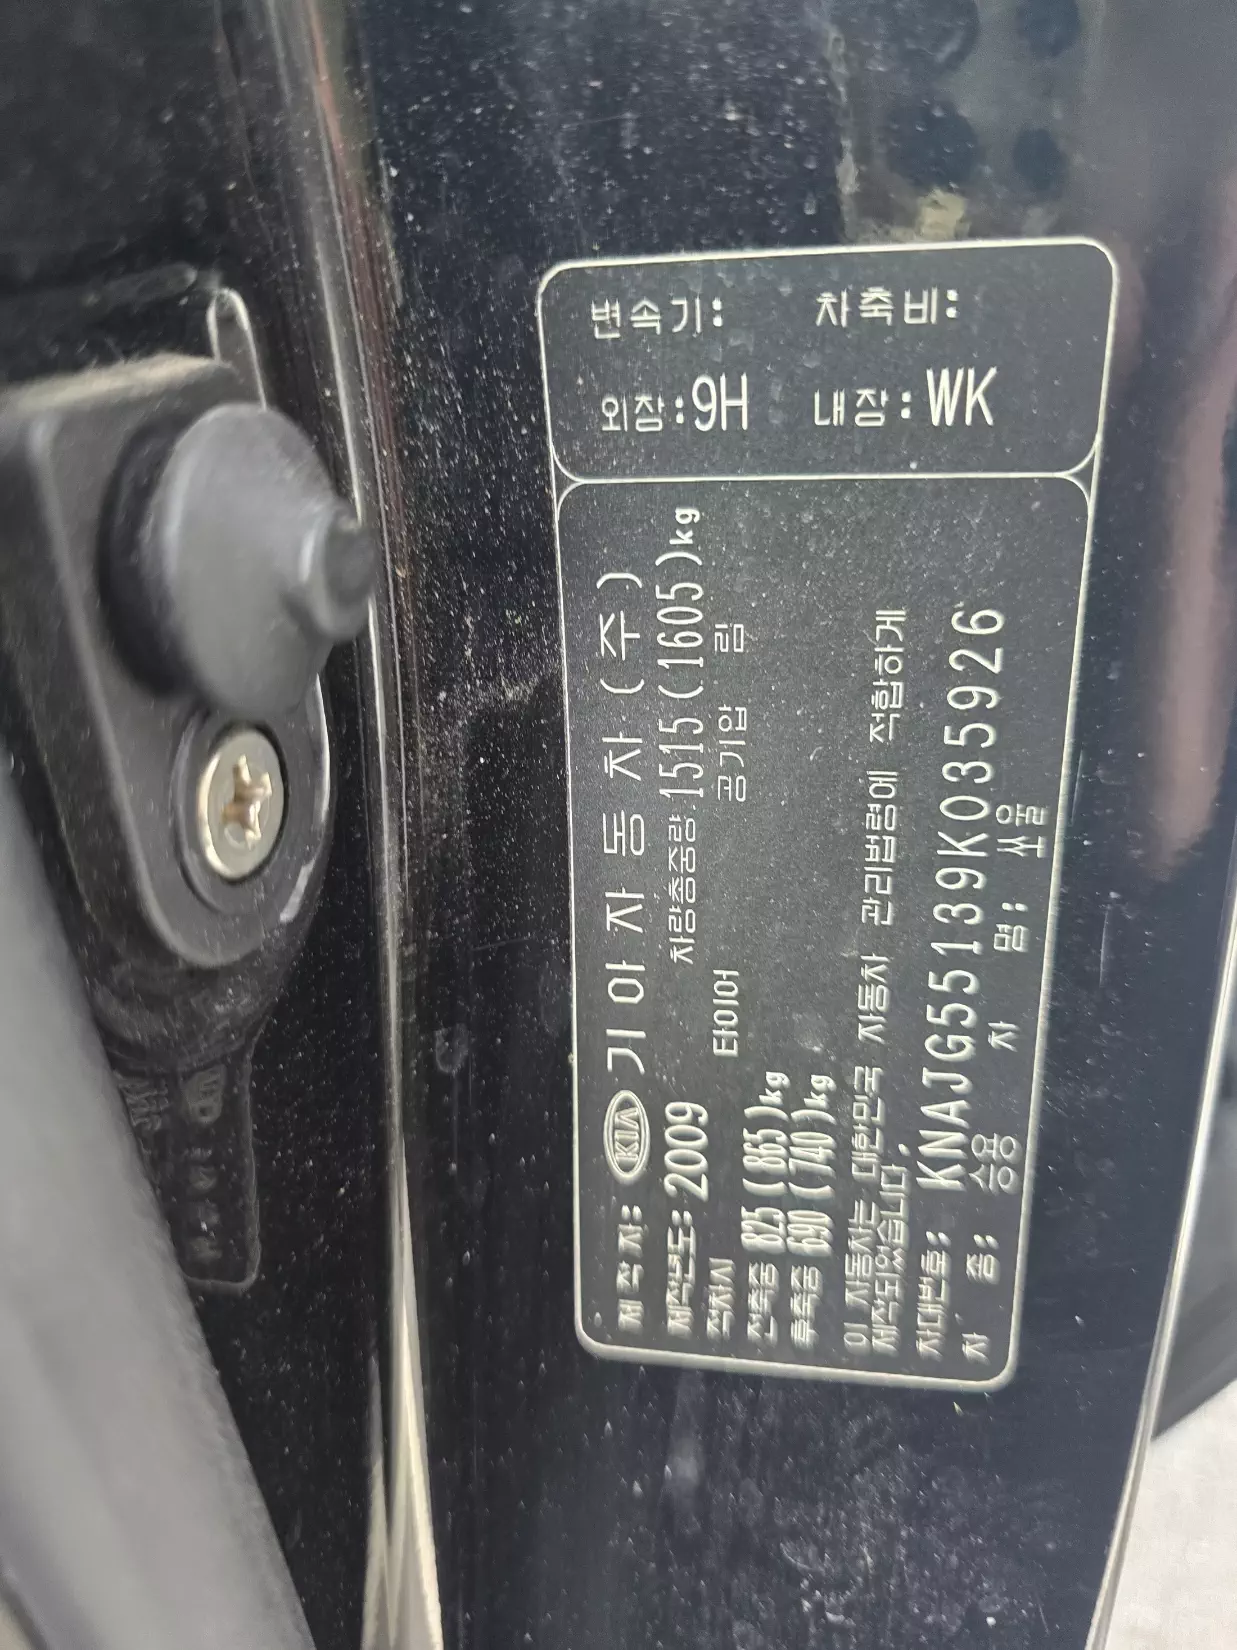 변속기: 차축비:
외장:9H 내장:WK
제 작 자: KIA 기아자동차(주)
제작년도:2009 차량총중량 1515(1605)kg
적차시 타이어 공기압 림
전축중 825(865)kg
후축중 690(740)kg
이 자동차는 대한민국 자동차 관리법령에 적합하게
제작되었습니다.
차대번호: KNAJG55139K035926
차 종: 승용 차 명: 쏘울